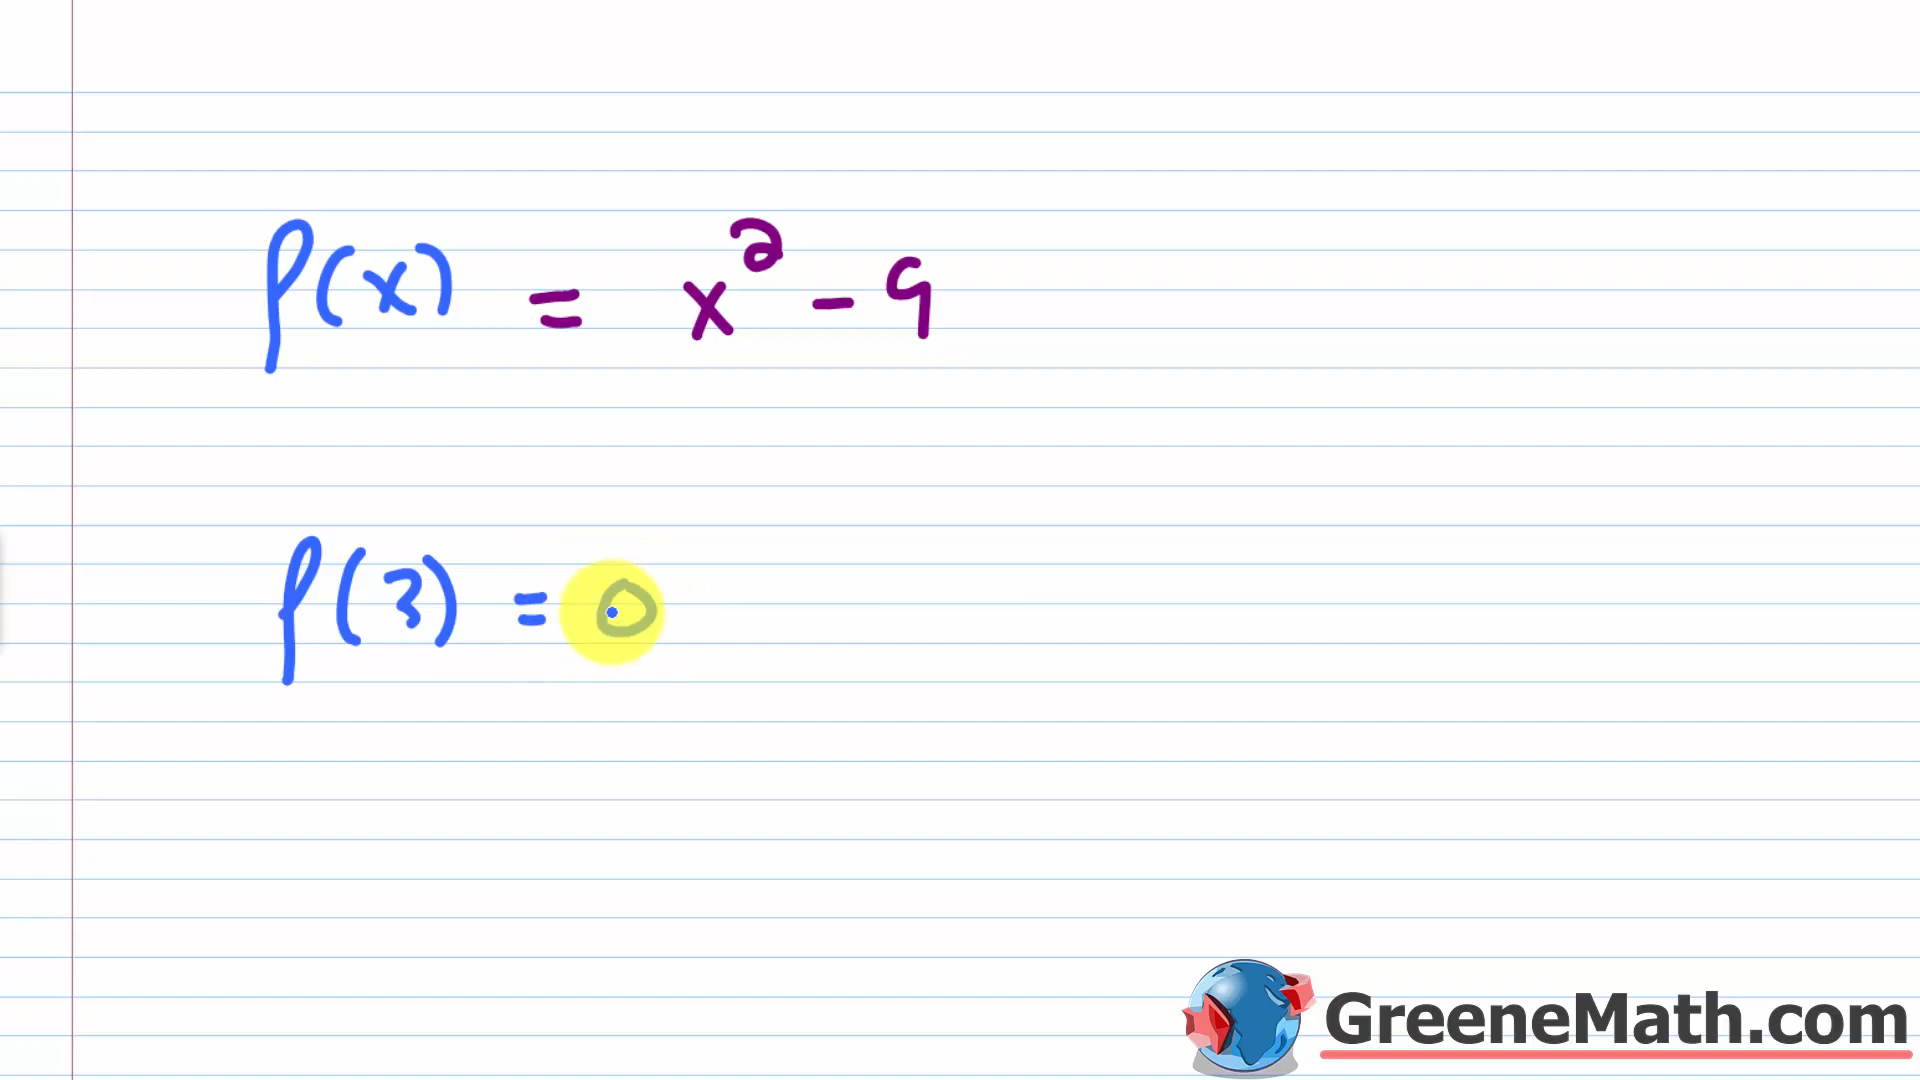 f(x) = x² - 9
f(3) = 0
GreeneMath.com